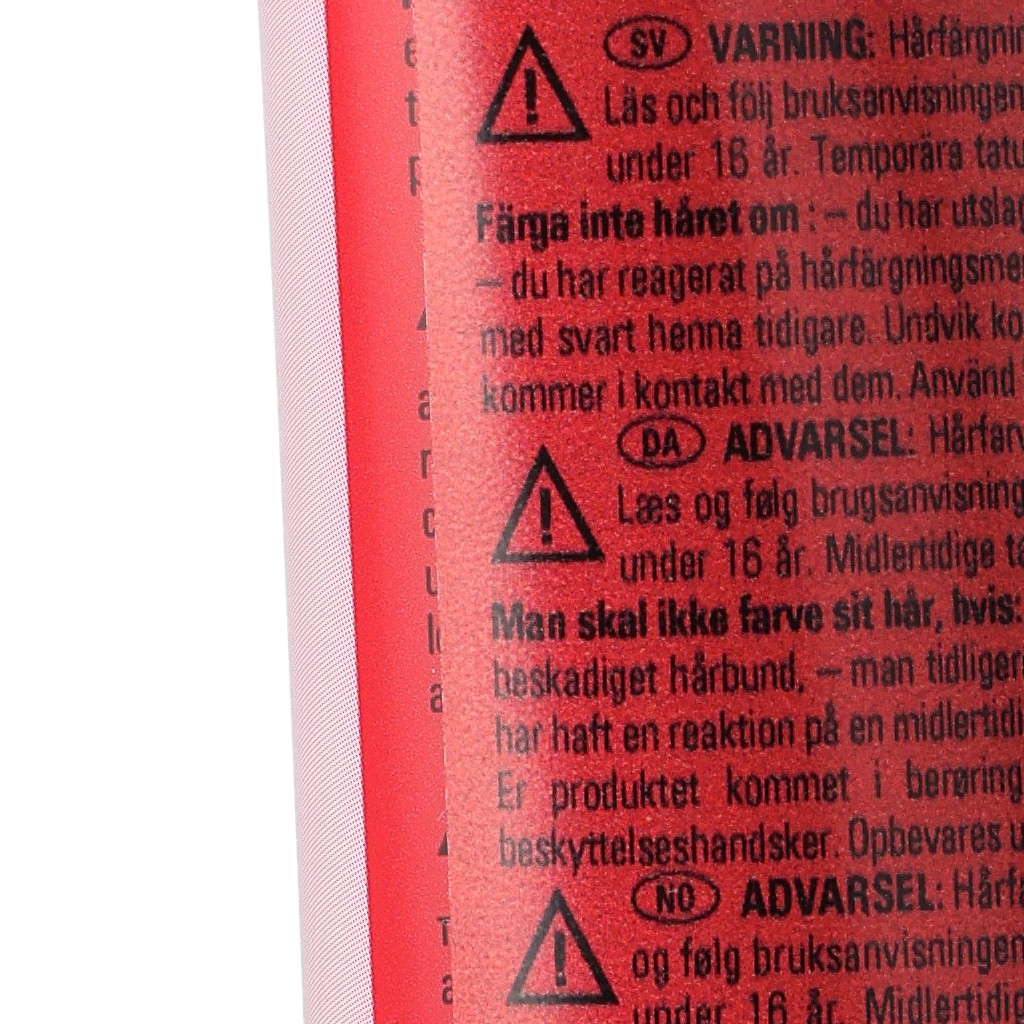 SV VARNING: Hårfärgnin
Läs och följ bruksanvisningen
under 16 år. Temporära tatu
Färga inte håret om : – du har utslag
– du har reagerat på hårfärgningsme
med svart henna tidigare. Undvik ko
kommer i kontakt med dem. Använd
DA ADVARSEL: Hårfarv
Læs og følg brugsanvisning
under 16 år. Midlertidige ta
Man skal ikke farve sit hår, hvis:
beskadiget hårbund, – man tidliger
har haft en reaktion på en midlertidi
Er produktet kommet i berøring
beskyttelseshandsker. Opbevares u
NO ADVARSEL: Hårfa
og følg bruksanvisningen
under 16 år. Midlertidig